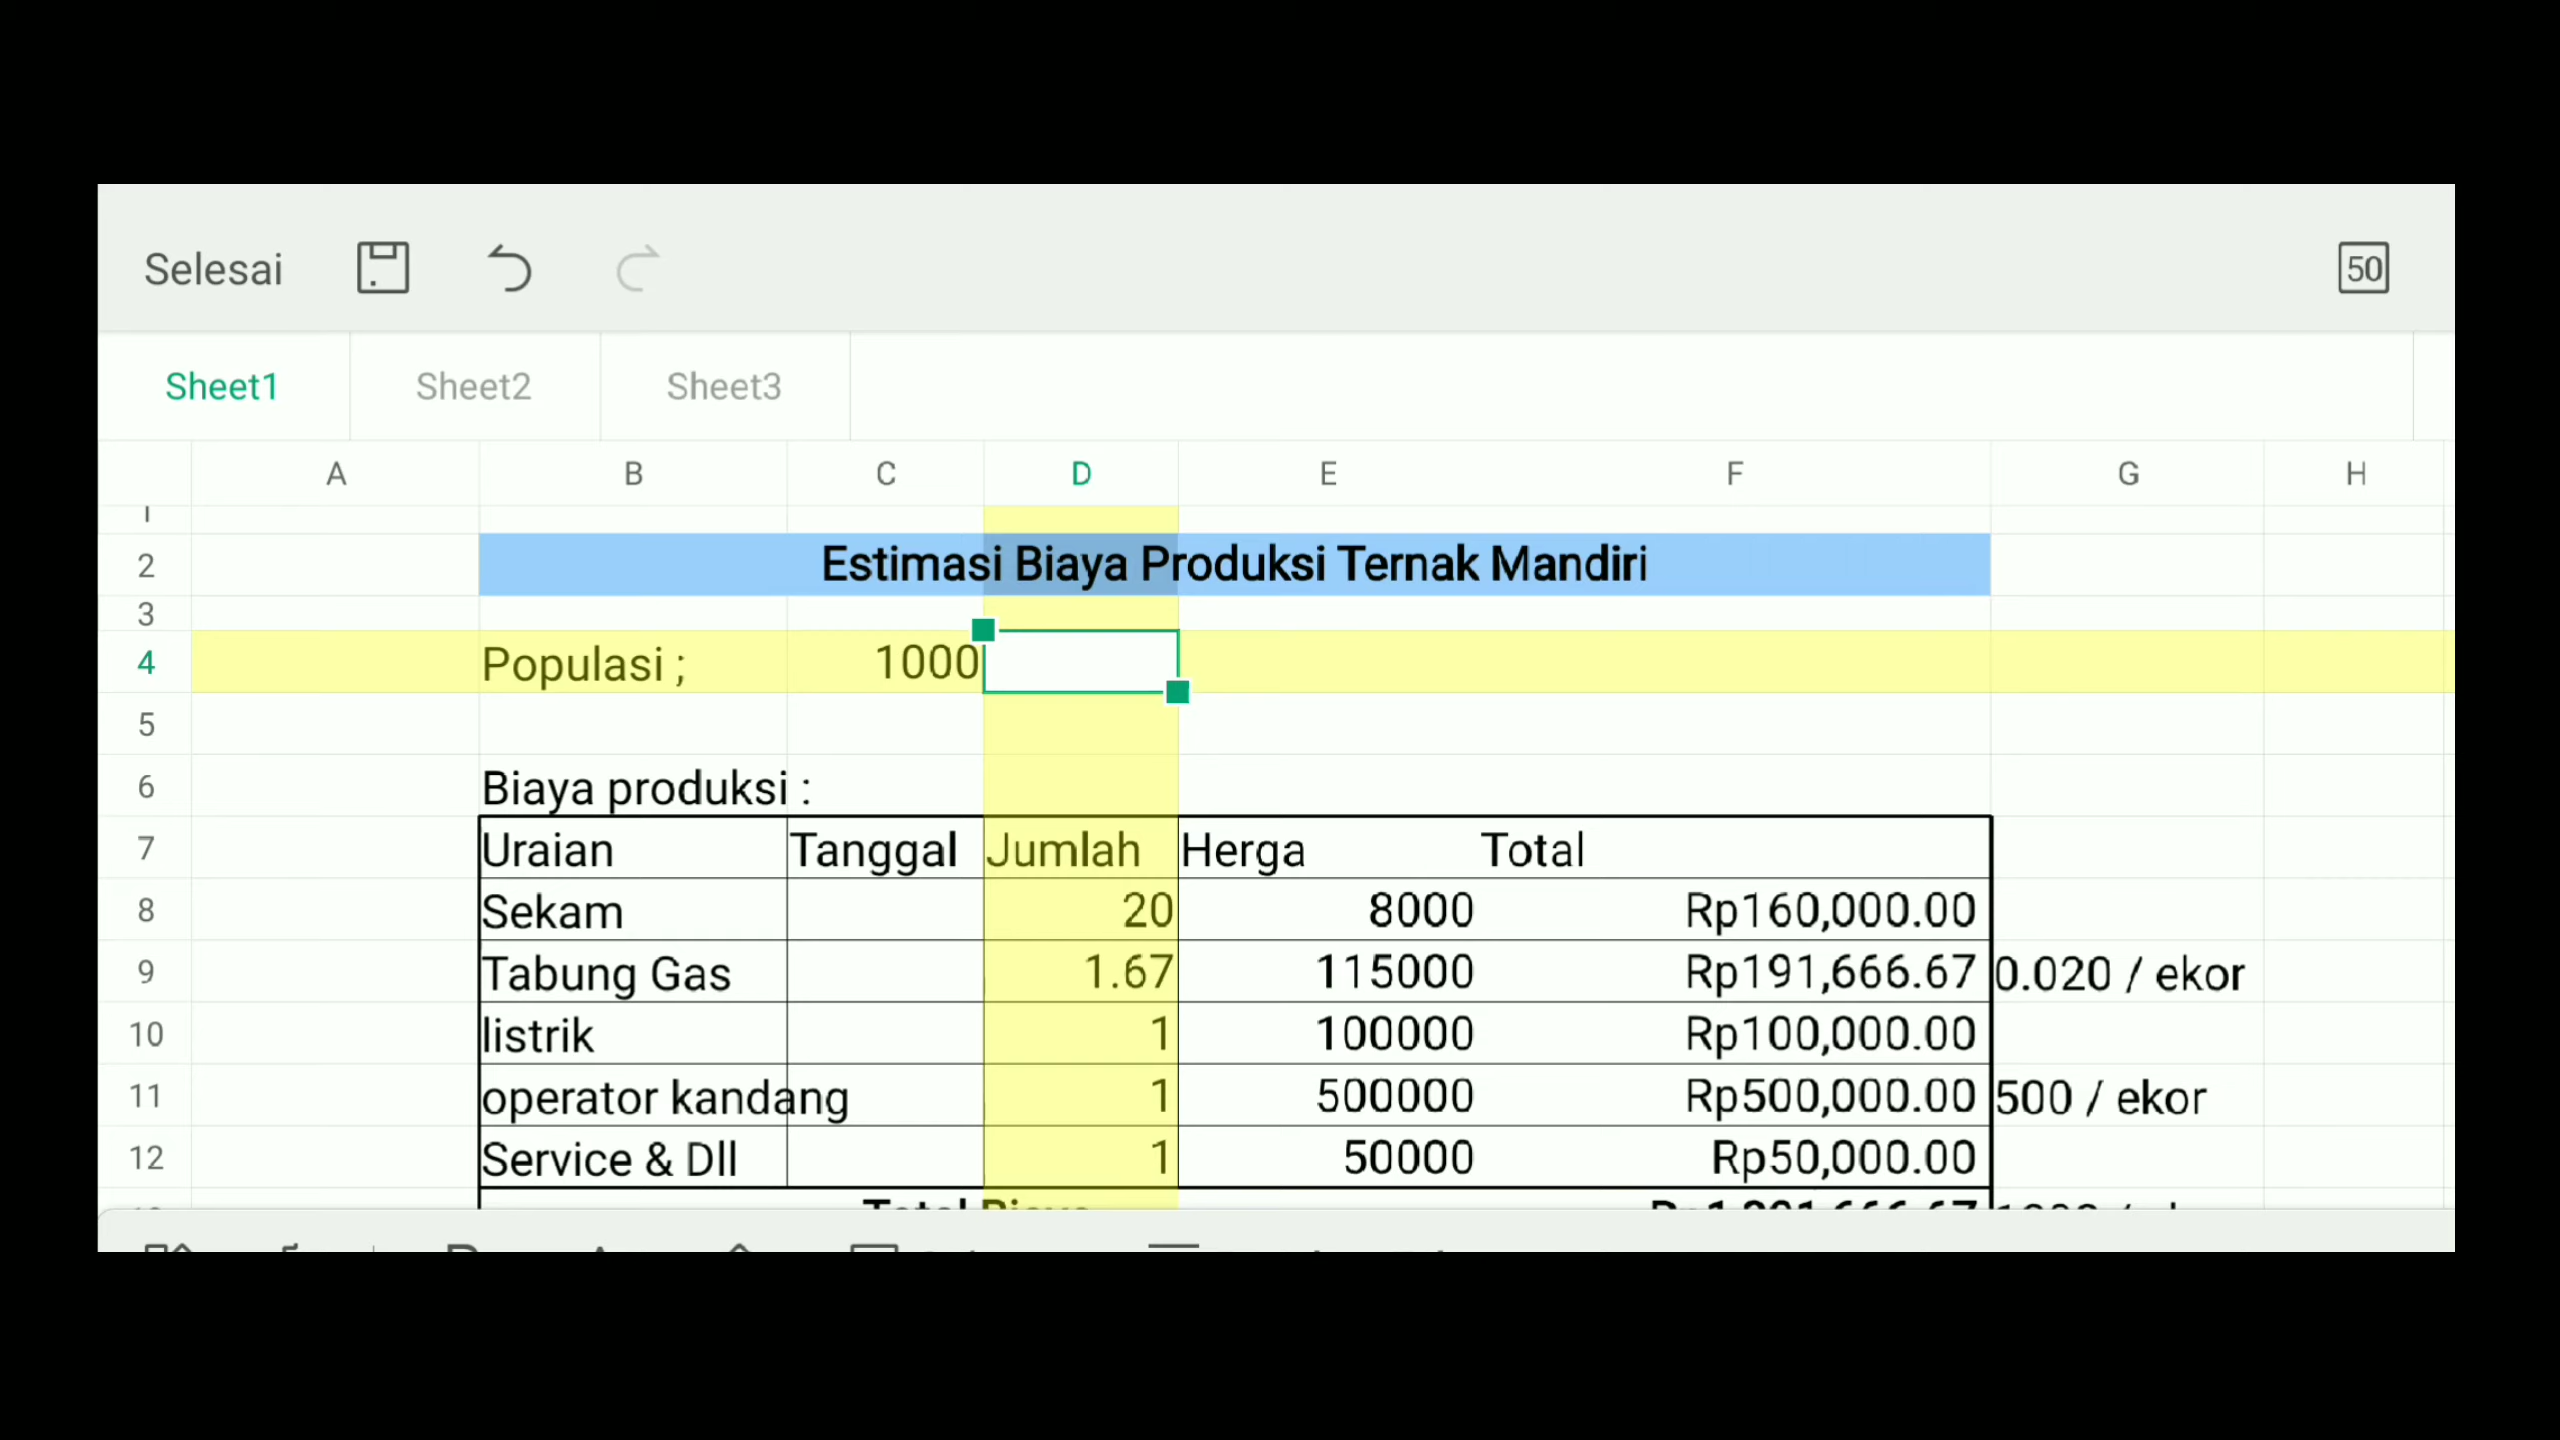 Selesai 50
Sheet1 Sheet2 Sheet3
A B C D E F G H
2 Estimasi Biaya Produksi Ternak Mandiri
3
4 Populasi ; 1000
5
6 Biaya produksi :
7 Uraian Tanggal Jumlah Herga Total
8 Sekam 20 8000 Rp160,000.00
9 Tabung Gas 1.67 115000 Rp191,666.67 0.020 / ekor
10 listrik 1 100000 Rp100,000.00
11 operator kandang 1 500000 Rp500,000.00 500 / ekor
12 Service & Dll 1 50000 Rp50,000.00
Total Biaya